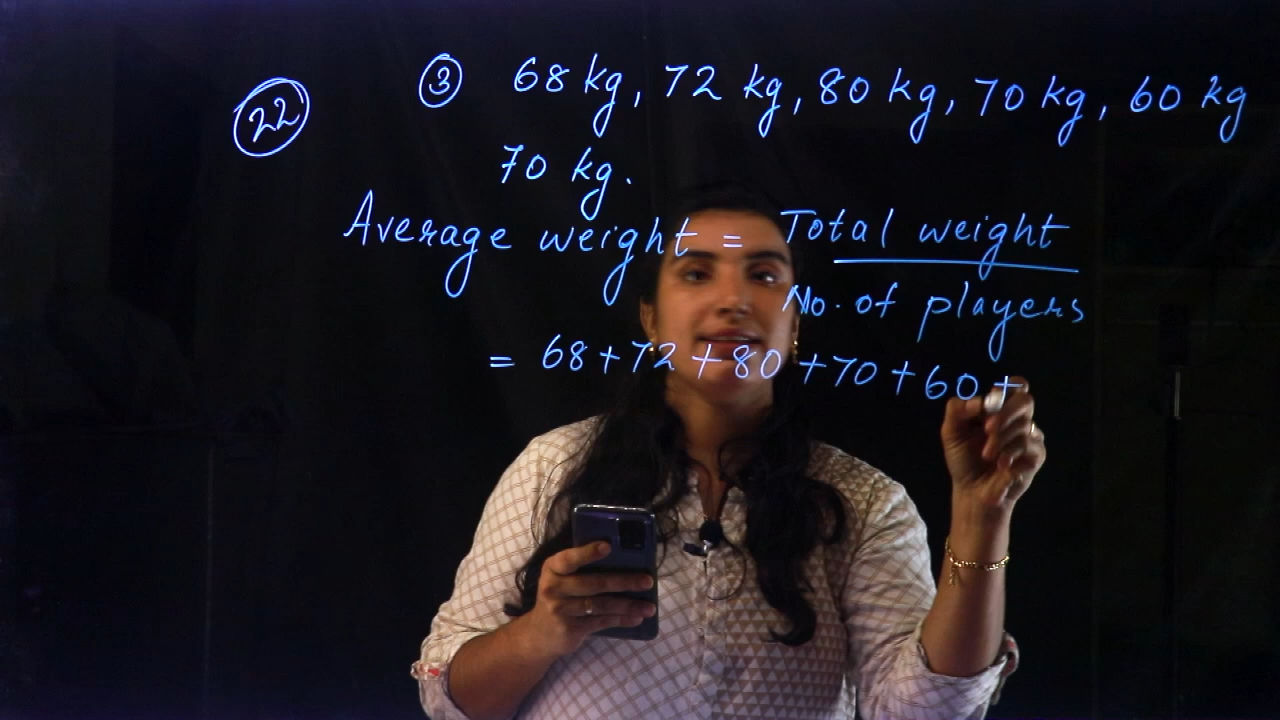 22
3 68 kg, 72 kg, 80 kg, 70 kg, 60 kg
70 kg.
Average weight = Total weight
No. of players
= 68+72+80+70+60+